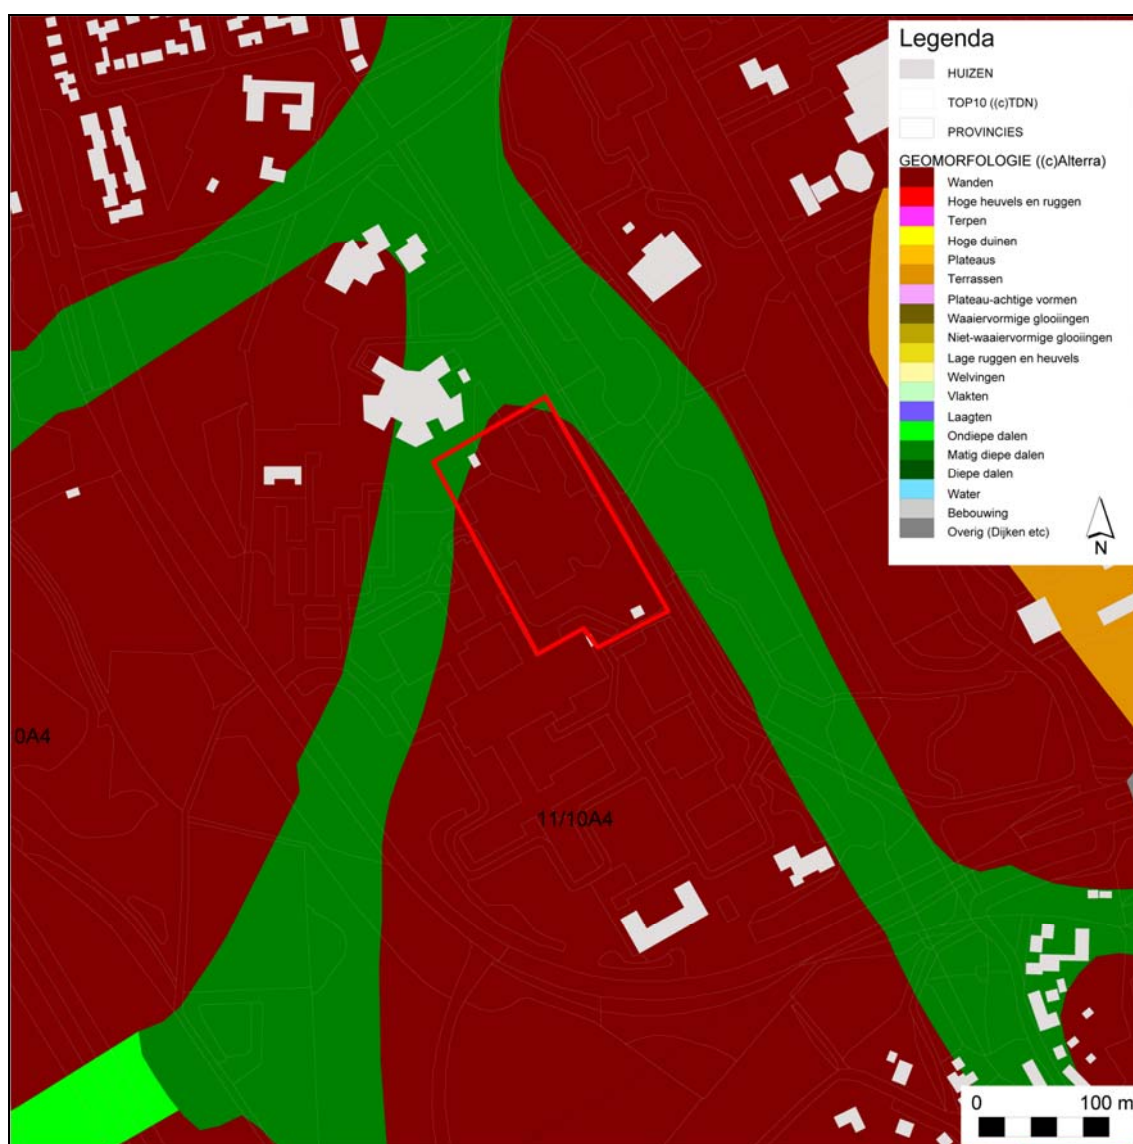 Legenda
HUIZEN
TOP10 ((c)TDN)
PROVINCIES
GEOMORFOLOGIE ((c)Alterra)
Wanden
Hoge heuvels en ruggen
Terpen
Hoge duinen
Plateaus
Terrassen
Plateau-achtige vormen
Waaiervormige glooiingen
Niet-waaiervormige glooiingen
Lage ruggen en heuvels
Welvingen
Vlakten
Laagten
Ondiepe dalen
Matig diepe dalen
Diepe dalen
Water
Bebouwing
Overig (Dijken etc)
N
0A4
11/10A4
0 100 m